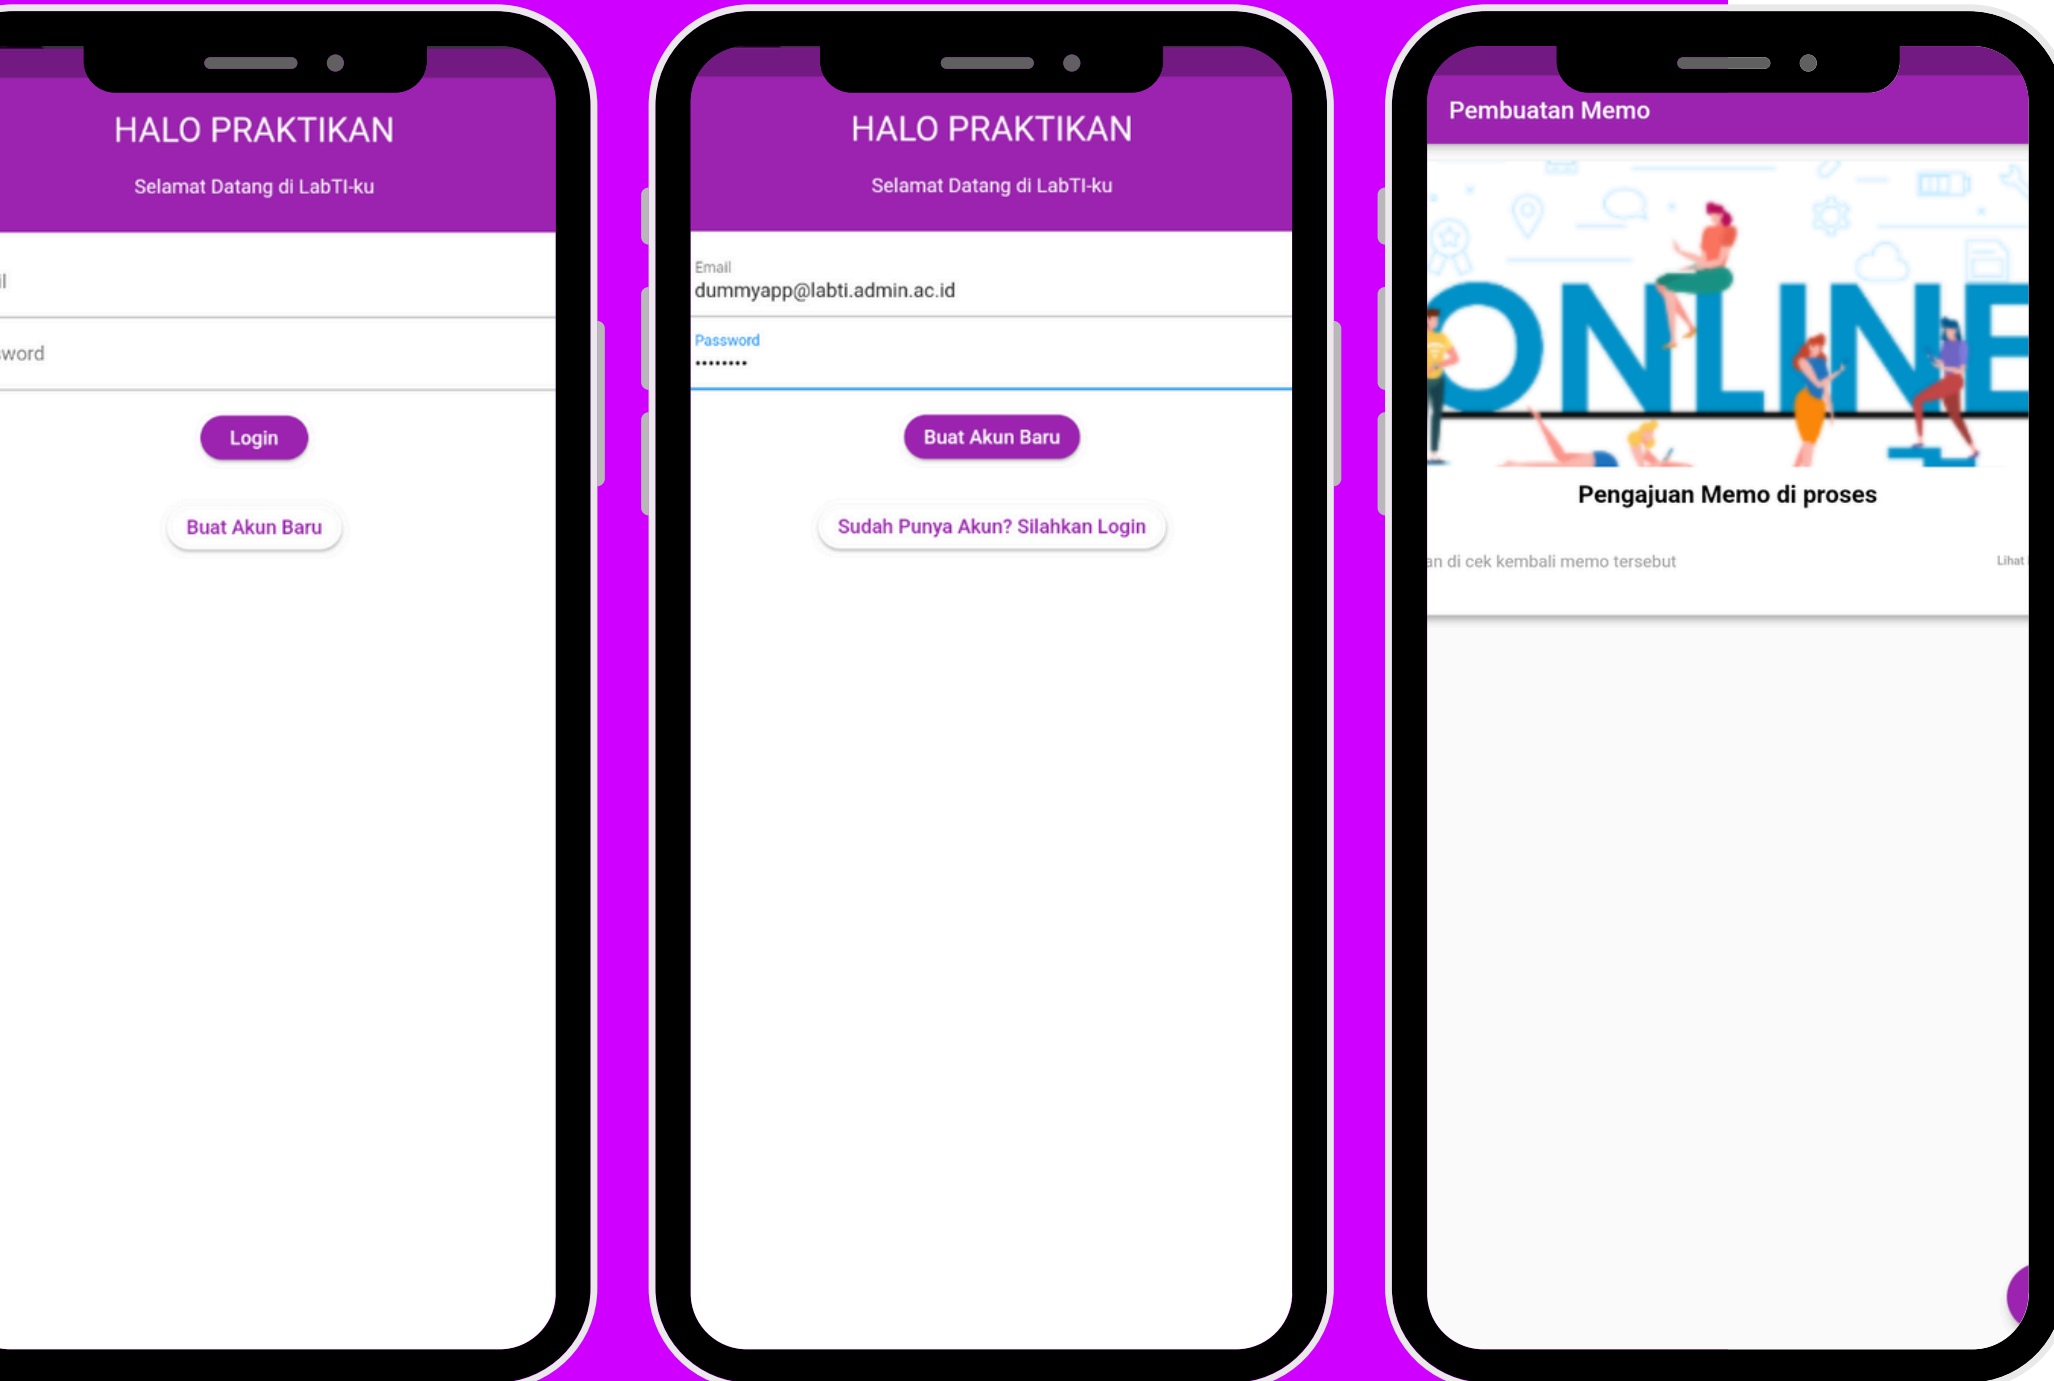 HALO PRAKTIKAN
Selamat Datang di LabTI-ku
Login
Buat Akun Baru
HALO PRAKTIKAN
Selamat Datang di LabTI-ku
Email
dummyapp@labti.admin.ac.id
Password
••••••••
Buat Akun Baru
Sudah Punya Akun? Silahkan Login
Pembuatan Memo
ONLINE
Pengajuan Memo di proses
di cek kembali memo tersebut
Lihat